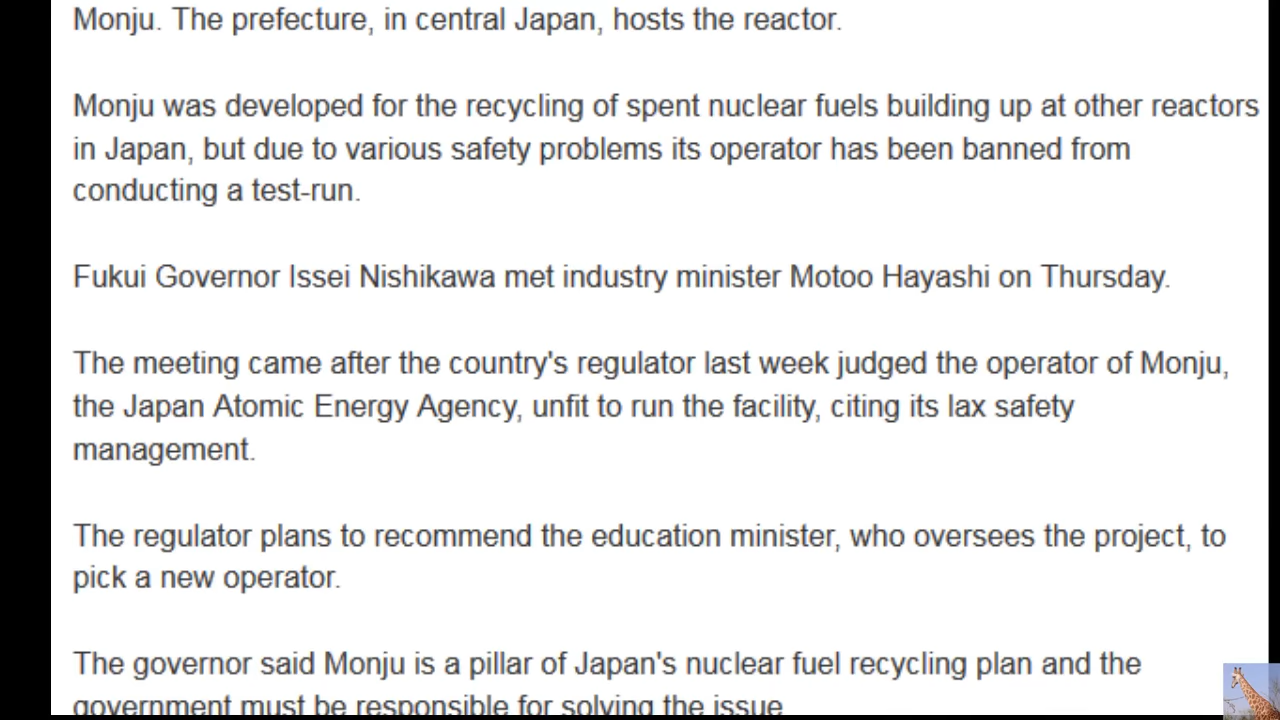 Monju. The prefecture, in central Japan, hosts the reactor.
Monju was developed for the recycling of spent nuclear fuels building up at other reactors
in Japan, but due to various safety problems its operator has been banned from
conducting a test-run.
Fukui Governor Issei Nishikawa met industry minister Motoo Hayashi on Thursday.
The meeting came after the country's regulator last week judged the operator of Monju,
the Japan Atomic Energy Agency, unfit to run the facility, citing its lax safety
management.
The regulator plans to recommend the education minister, who oversees the project, to
pick a new operator.
The governor said Monju is a pillar of Japan's nuclear fuel recycling plan and the
government must be responsible for solving the issue